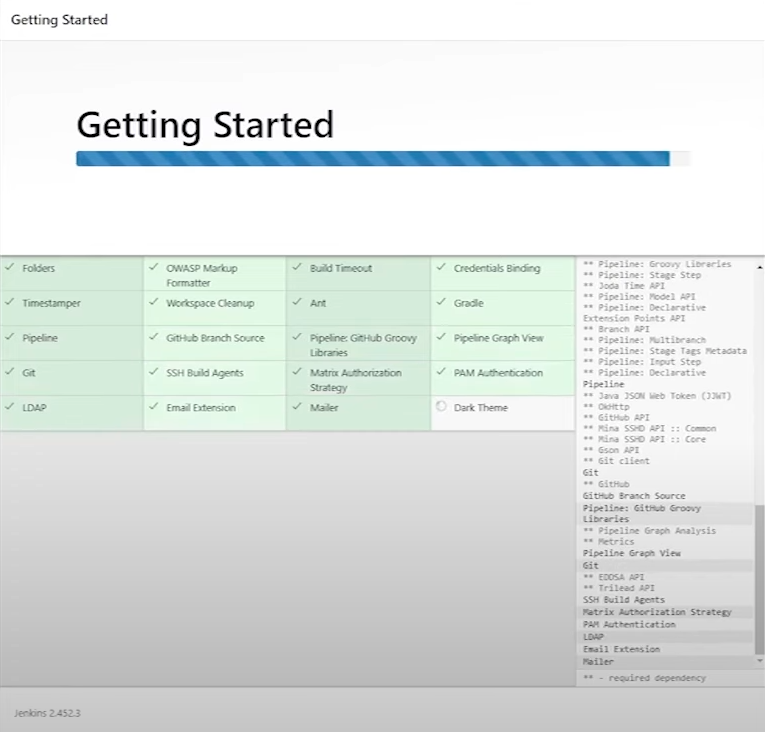 Getting Started
Getting Started
Folders
OWASP Markup
Formatter
Build Timeout
Credentials Binding
Timestamper
Workspace Cleanup
Ant
Gradle
Pipeline
GitHub Branch Source
Pipeline: GitHub Groovy
Libraries
Pipeline Graph View
Git
SSH Build Agents
Matrix Authorization
Strategy
PAM Authentication
LDAP
Email Extension
Mailer
Dark Theme
** Pipeline: Groovy Libraries
** Pipeline: Stage Step
** Joda Time API
** Pipeline: Model API
** Pipeline: Declarative
Extension Points API
** Branch API
** Pipeline: Multibranch
** Pipeline: Stage Tags Metadata
** Pipeline: Input Step
** Pipeline: Declarative
Pipeline
** Java JSON Web Token (JJWT)
** OkHttp
** GitHub API
** Mina SSHD API :: Common
** Mina SSHD API :: Core
** Gson API
** Git client
Git
** GitHub
GitHub Branch Source
Pipeline: GitHub Groovy
Libraries
** Pipeline Graph Analysis
** Metrics
Pipeline Graph View
Git
** EDDSA API
** Trilead API
SSH Build Agents
Matrix Authorization Strategy
PAM Authentication
LDAP
Email Extension
Mailer
** - required dependency
Jenkins 2.452.3